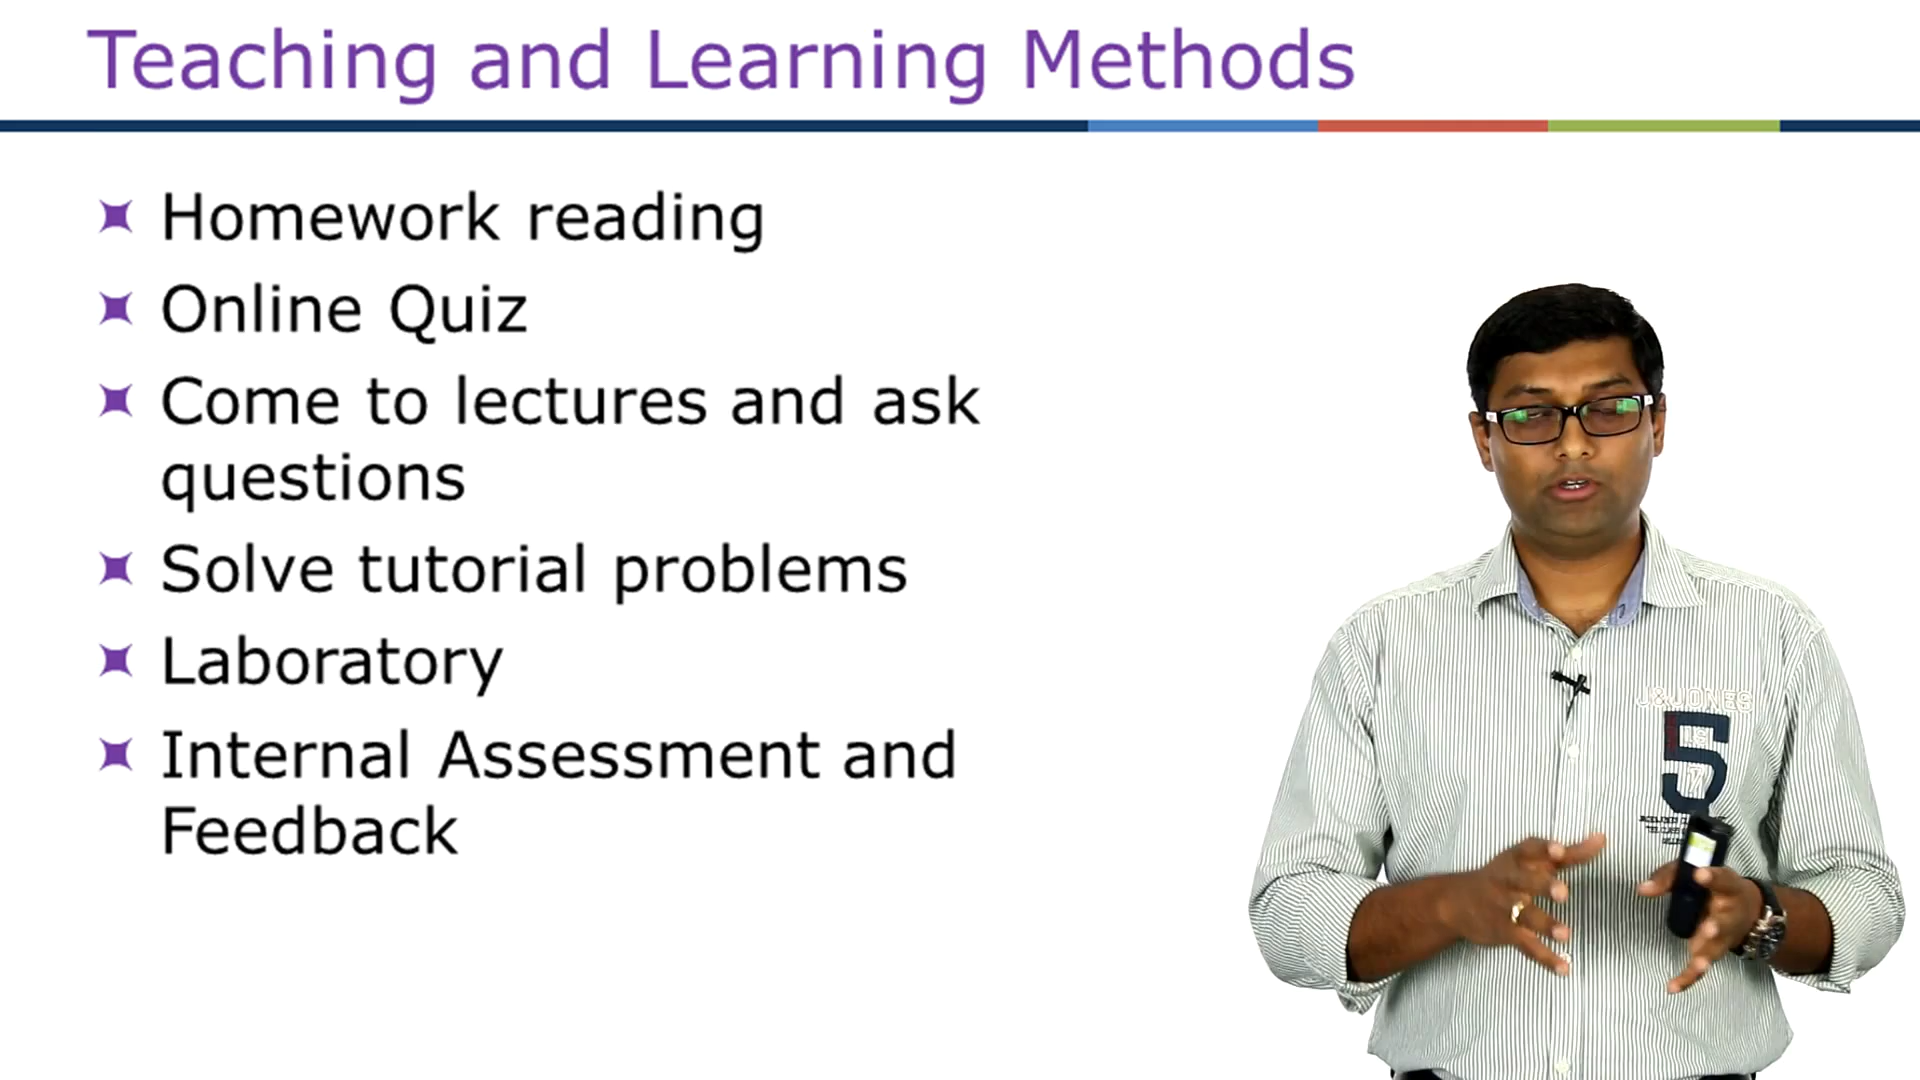 Teaching and Learning Methods
Homework reading
Online Quiz
Come to lectures and ask
questions
Solve tutorial problems
Laboratory
Internal Assessment and
Feedback
J&J JONES
5